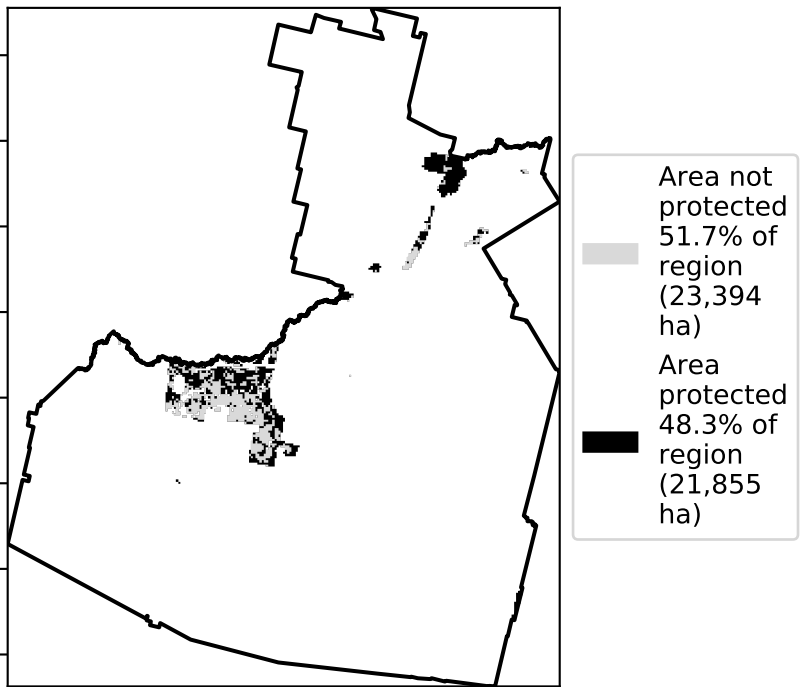 Area not
protected
51.7% of
region
(23,394
ha)
Area
protected
48.3% of
region
(21,855
ha)